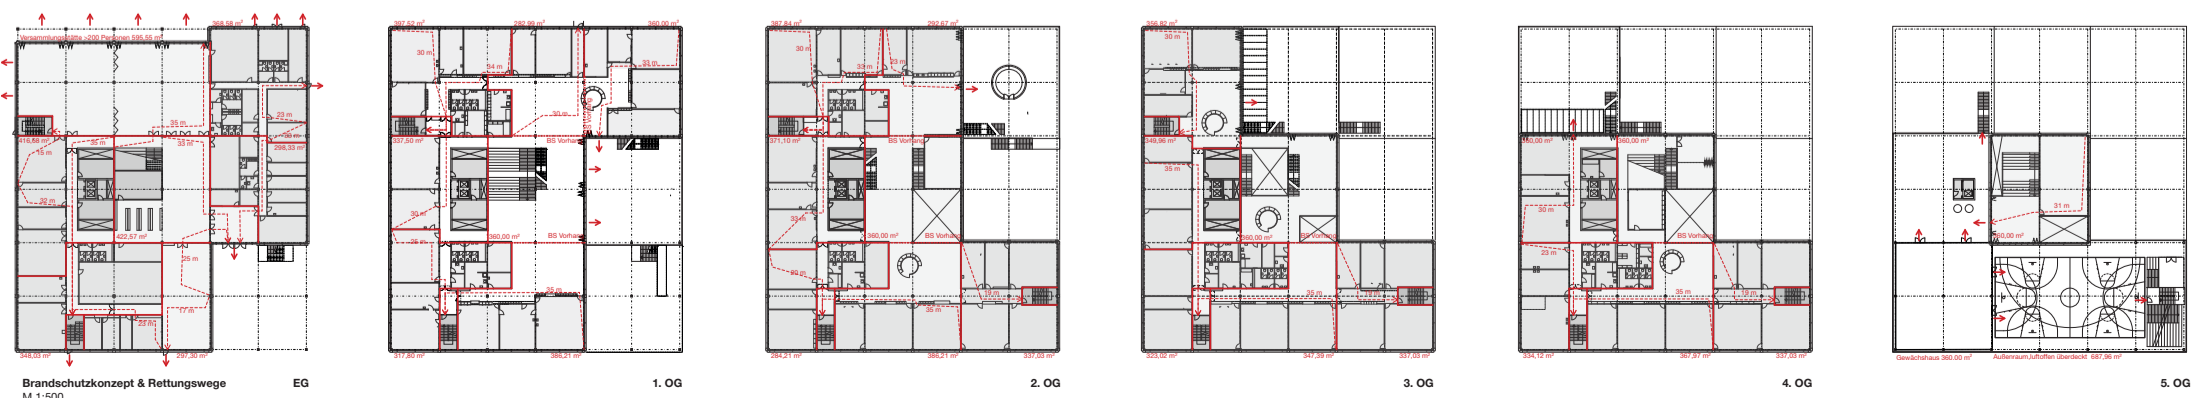 368.58 m²
Versammlungsstätte >200 Personen 595,55 m²
35 m
23 m
416,68 m²
35 m
33 m
298,33 m²
15 m
32 m
422,57 m²
25 m
17 m
23 m
348,03 m²
297,30 m²
Brandschutzkonzept & Rettungswege
EG
M 1:500
397,52 m²
282,99 m²
360,00 m²
30 m
34 m
33 m
30 m
BS Vorhang
337,50 m²
BS Vorhang
30 m
25 m
360,00 m²
BS Vorhang
35 m
317,80 m²
386,21 m²
1. OG
387,84 m²
292,67 m²
30 m
33 m
23 m
371,10 m²
BS Vorhang
33 m
360,00 m²
BS Vorhang
20 m
19 m
35 m
284,21 m²
386,21 m²
337,03 m²
2. OG
356,82 m²
30 m
349,96 m²
35 m
360,00 m²
BS Vorhang
35 m
19 m
323,02 m²
347,39 m²
337,03 m²
3. OG
360,00 m²
360,00 m²
30 m
BS Vorhang
23 m
35 m
19 m
334,12 m²
367,97 m²
337,03 m²
4. OG
31 m
360,00 m²
Gewächshaus 360.00 m²
Außenraum,luftoffen überdeckt 687,96 m²
5. OG